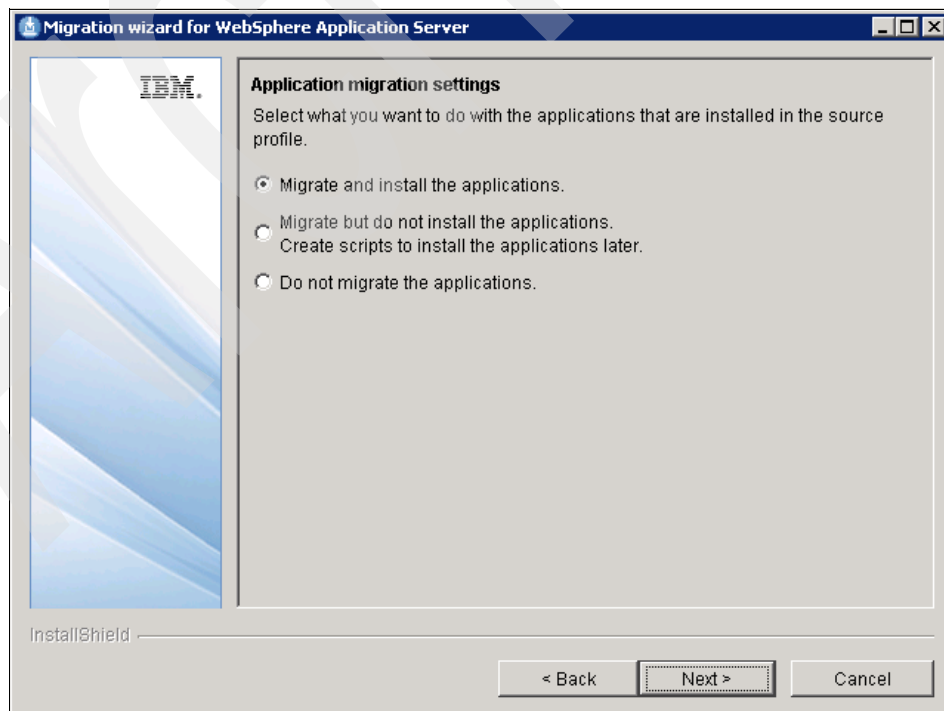 Migration wizard for WebSphere Application Server
IBM.
Application migration settings
Select what you want to do with the applications that are installed in the source
profile.
Migrate and install the applications.
Migrate but do not install the applications.
Create scripts to install the applications later.
Do not migrate the applications.
InstallShield
< Back
Next >
Cancel